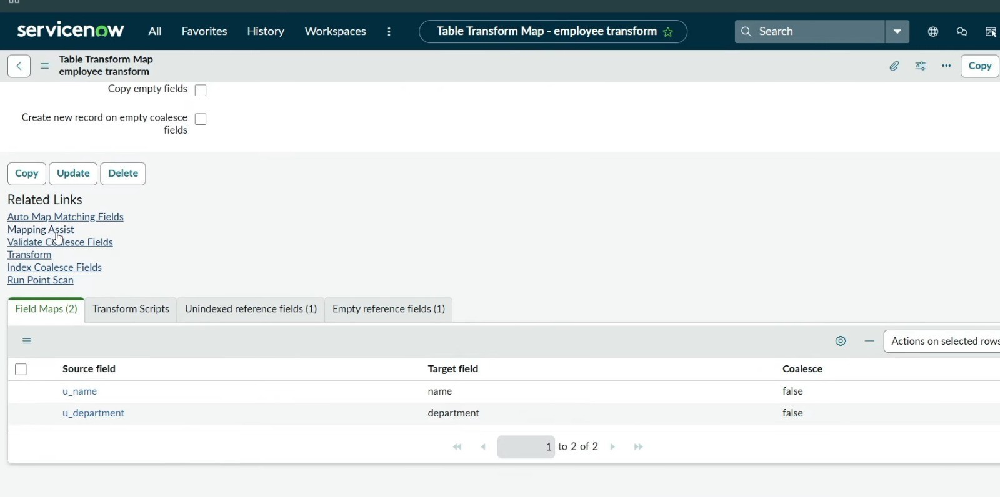 servicenow All Favorites History Workspaces Table Transform Map - employee transform Search
Table Transform Map
employee transform
Copy
Copy empty fields
Create new record on empty coalesce
fields
Copy Update Delete
Related Links
Auto Map Matching Fields
Mapping Assist
Validate Coalesce Fields
Transform
Index Coalesce Fields
Run Point Scan
Field Maps (2) Transform Scripts Unindexed reference fields (1) Empty reference fields (1)
Actions on selected rows
Source field Target field Coalesce
u_name name false
u_department department false
1 to 2 of 2